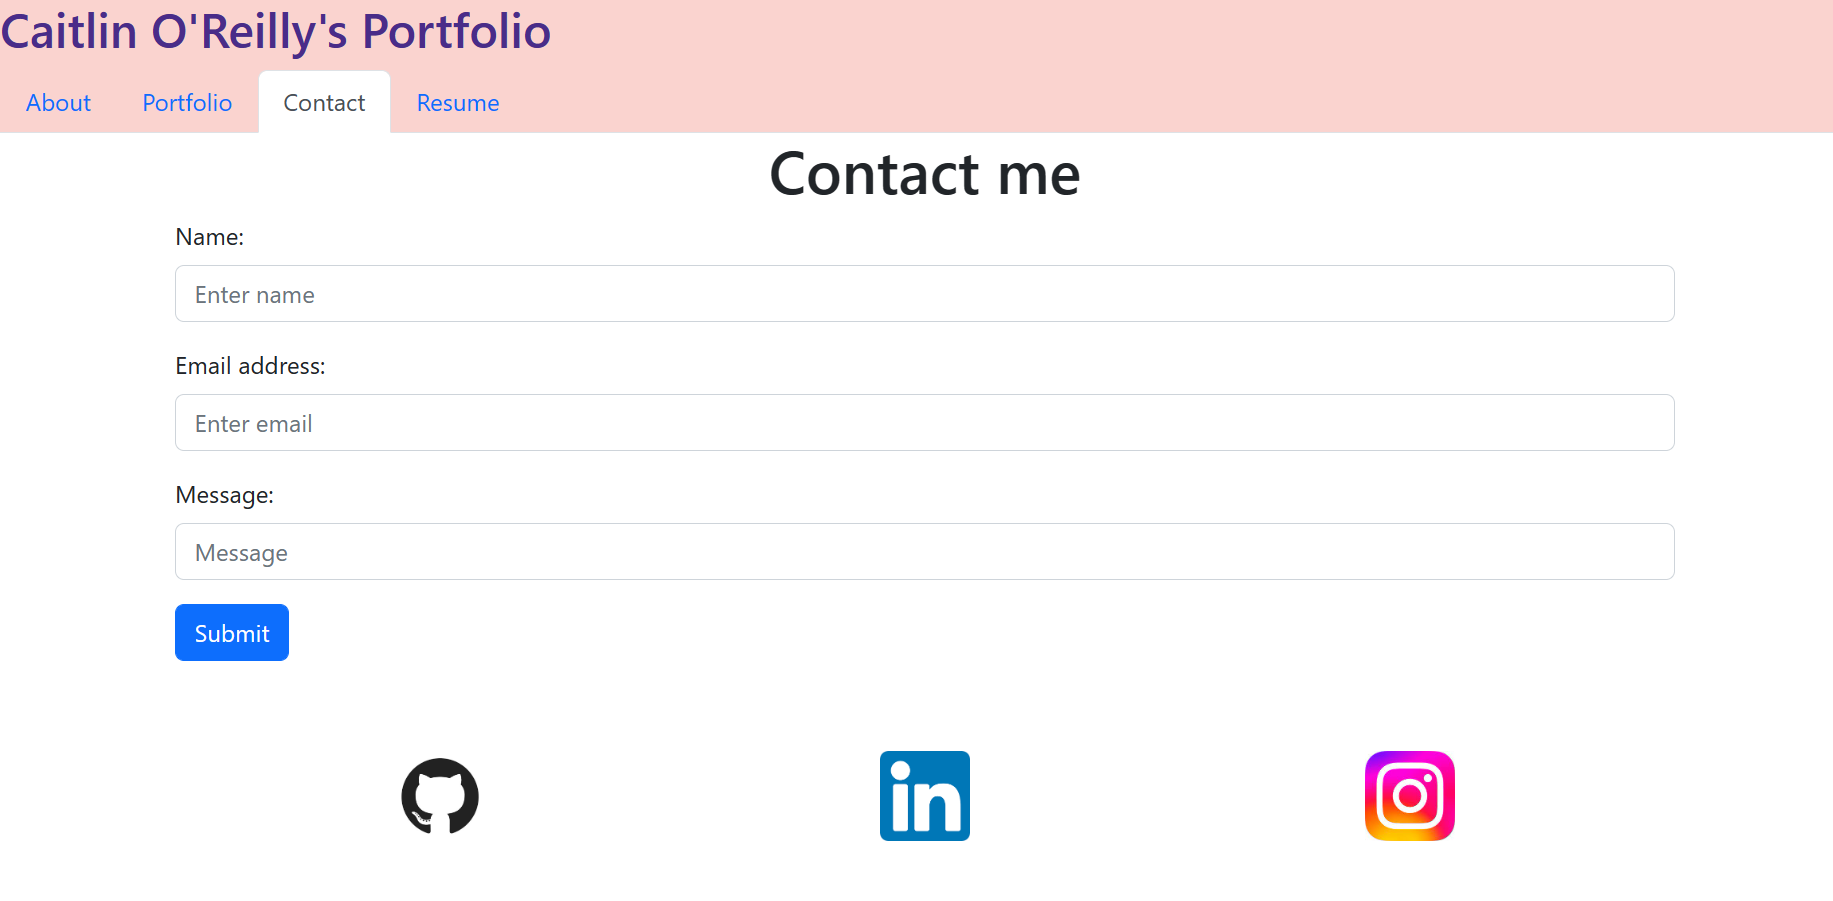 Caitlin O'Reilly's Portfolio
About Portfolio Contact Resume
Contact me
Name:
Enter name
Email address:
Enter email
Message:
Message
Submit
in